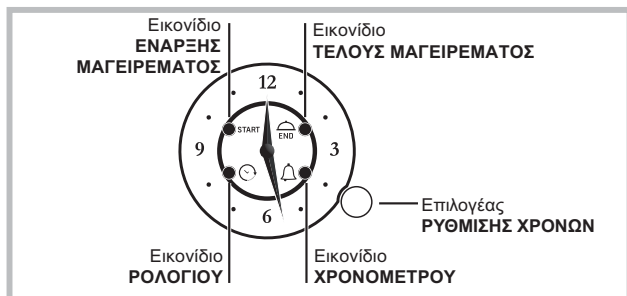 Εικονίδιο
ΕΝΑΡΞΗΣ
ΜΑΓΕΙΡΕΜΑΤΟΣ
Εικονίδιο
ΤΕΛΟΥΣ ΜΑΓΕΙΡΕΜΑΤΟΣ
12
START
END
9
3
6
Επιλογέας
ΡΥΘΜΙΣΗΣ ΧΡΟΝΩΝ
Εικονίδιο
ΡΟΛΟΓΙΟΥ
Εικονίδιο
ΧΡΟΝΟΜΕΤΡΟΥ